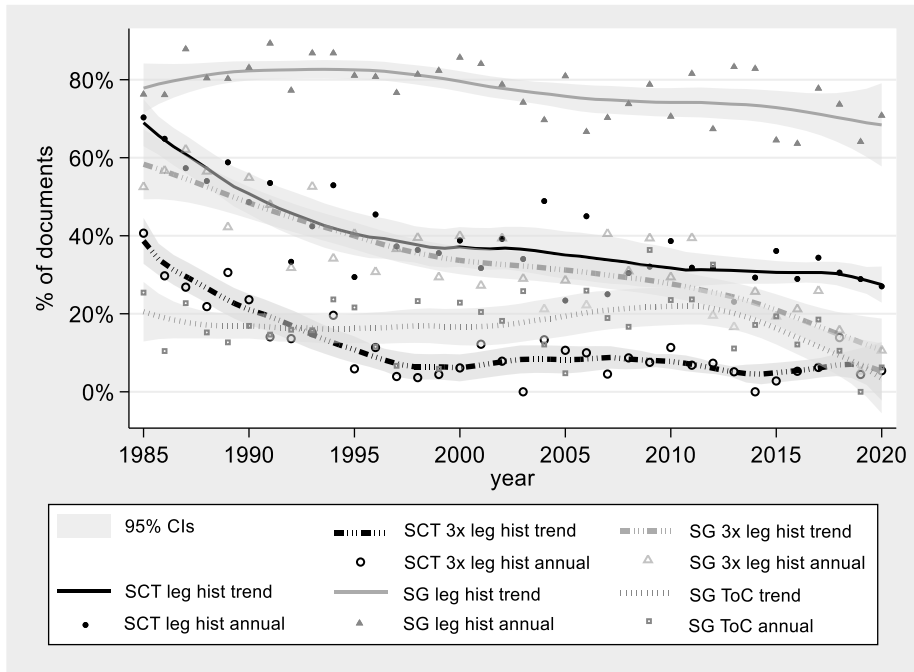 80%
60%
40%
20%
0%
% of documents
1985 1990 1995 2000 2005 2010 2015 2020
year
95% CIs
SCT 3x leg hist trend
SG 3x leg hist trend
SCT 3x leg hist annual
SG 3x leg hist annual
SCT leg hist trend
SG leg hist trend
SG ToC trend
SCT leg hist annual
SG leg hist annual
SG ToC annual